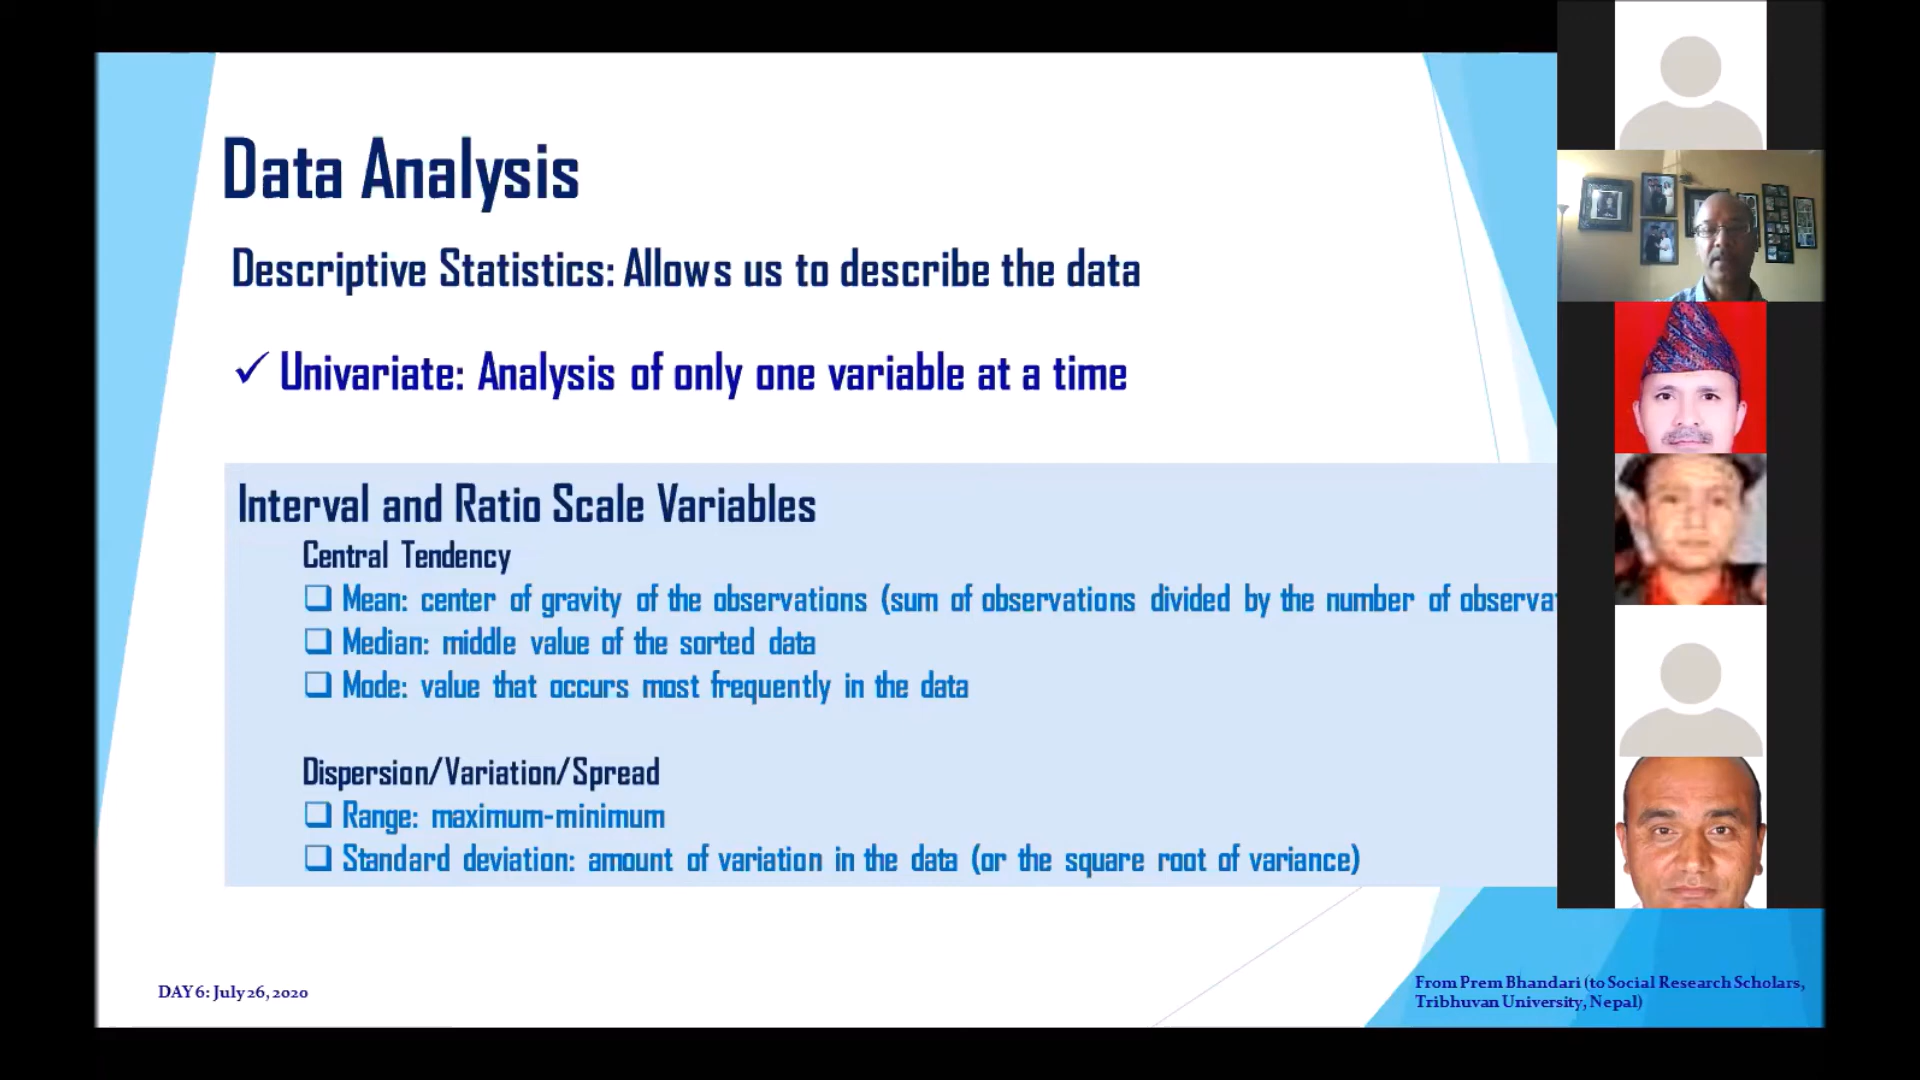 Data Analysis
Descriptive Statistics: Allows us to describe the data
✓ Univariate: Analysis of only one variable at a time
Interval and Ratio Scale Variables
Central Tendency
❑ Mean: center of gravity of the observations (sum of observations divided by the number of
❑ Median: middle value of the sorted data
❑ Mode: value that occurs most frequently in the data
Dispersion/Variation/Spread
❑ Range: maximum-minimum
❑ Standard deviation: amount of variation in the data (or the square root of variance)
DAY 6: July 26, 2020
From Prem Bhandari (to Social Research Scholars,
Tribhuvan University, Nepal)